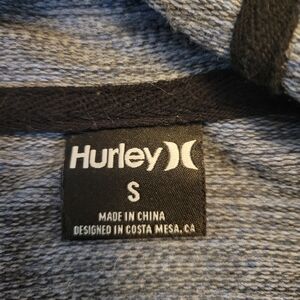 Hurley
S
MADE IN CHINA
DESIGNED IN COSTA MESA, CA